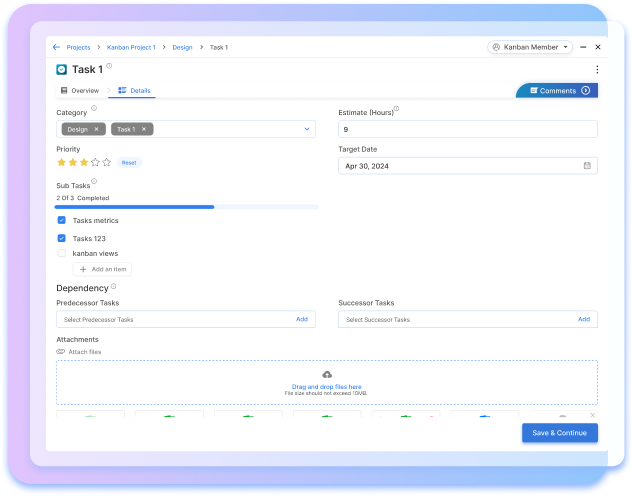 Projects > Kanban Project 1 > Design > Task 1
Kanban Member
Task 1
Overview > Details
Comments
Category
Design × Task 1 ×
Estimate (Hours)
9
Priority
Reset
Target Date
Apr 30, 2024
Sub Tasks
2 Of 3 Completed
Tasks metrics
Tasks 123
kanban views
+ Add an item
Dependency
Predecessor Tasks
Select Predecessor Tasks Add
Successor Tasks
Select Successor Tasks Add
Attachments
Attach files
Drag and drop files here
File size should not exceed 10MB.
Save & Continue